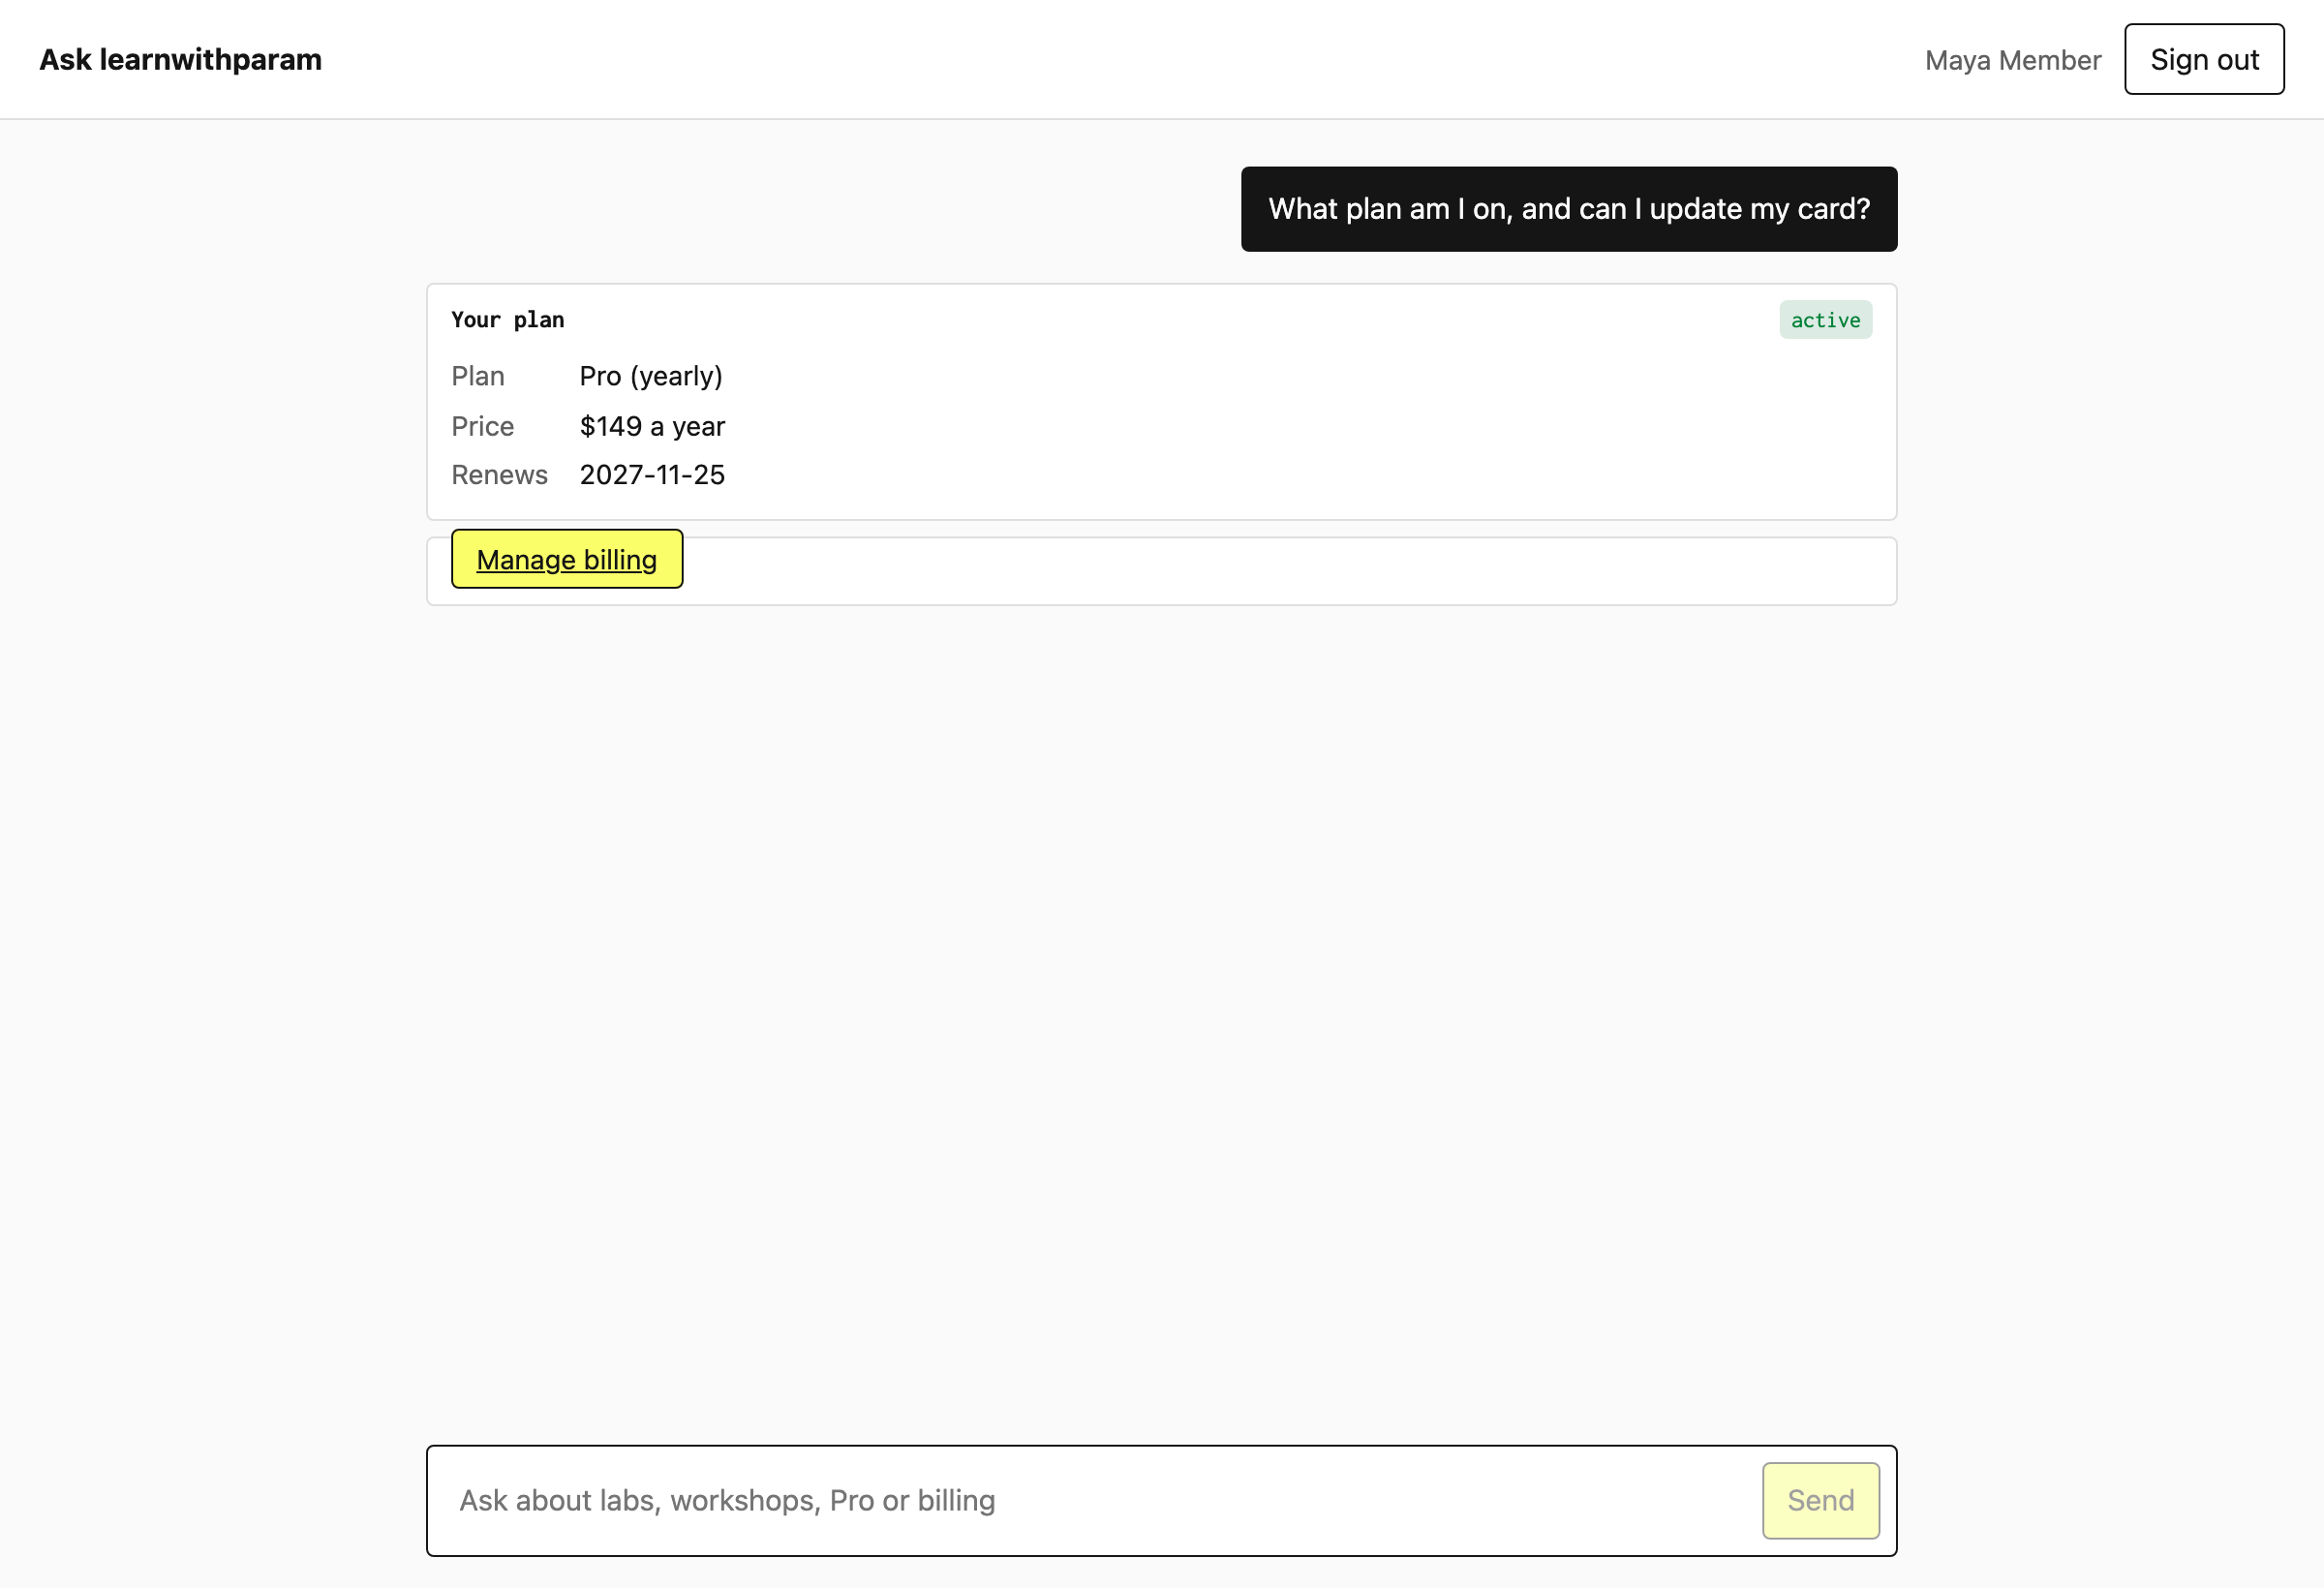 Ask learnwithparam
Maya Member
Sign out
What plan am I on, and can I update my card?
Your plan
active
Plan Pro (yearly)
Price $149 a year
Renews 2027-11-25
Manage billing
Ask about labs, workshops, Pro or billing
Send